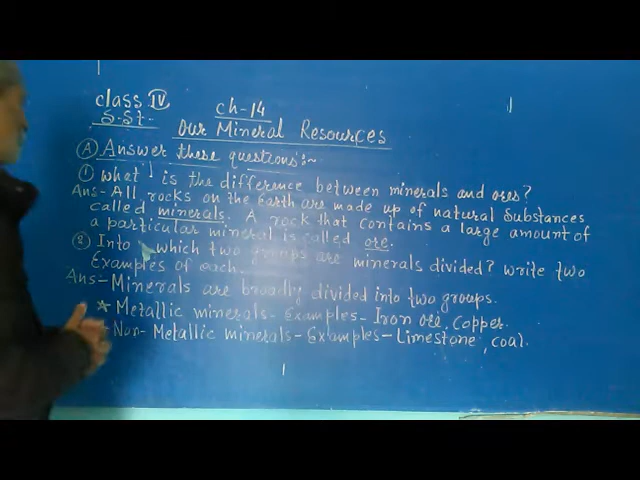 class IV
S.St.
ch-14
Our Mineral Resources
(A) Answer these questions:~
(1) What is the difference between minerals and ores?
Ans- All rocks on the Earth are made up of natural substances
called minerals. A rock that contains a large amount of
a particular mineral is called ore.
(2) Into which two groups are minerals divided? write two
Examples of each.
Ans- Minerals are broadly divided into two groups.
* Metallic minerals- Examples- Iron ore, Copper.
Non- Metallic minerals- Examples- Limestone, coal.